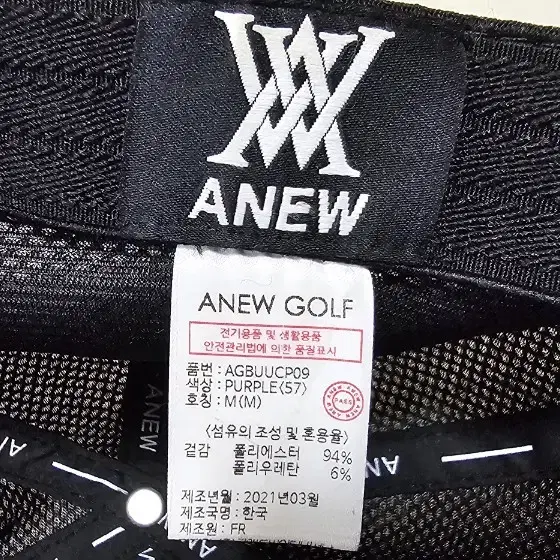 ANEW
ANEW GOLF
전기용품 및 생활용품
안전관리법에 의한 품질표시
품번 : AGBUUCP09
색상 : PURPLE(57)
호칭 : M(M)
〈섬유의 조성 및 혼용율〉
겉감 폴리에스터 94%
폴리우레탄 6%
제조년월 : 2021년03월
제조국명 : 한국
제조원 : FR
ANEW
ANEW